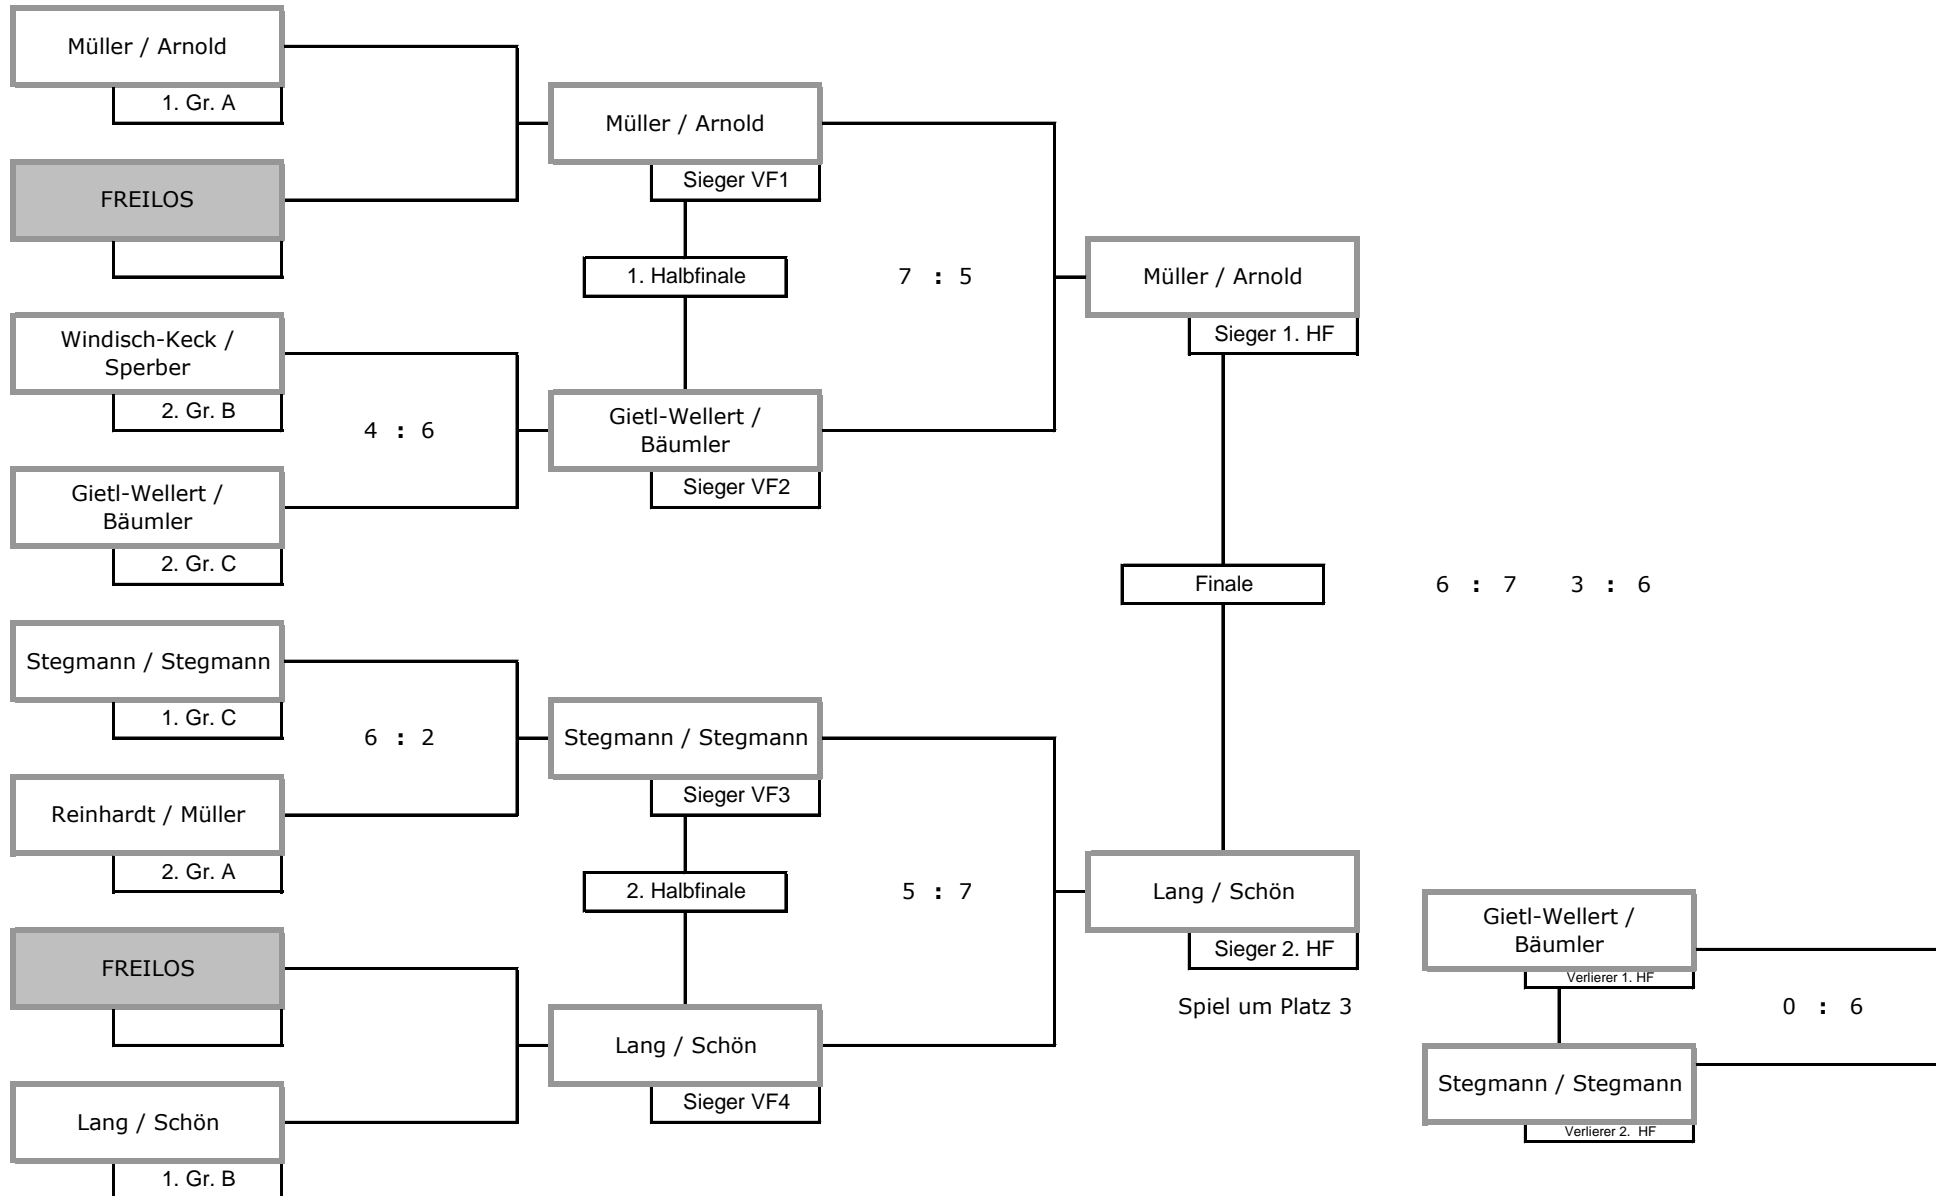 Müller / Arnold
1. Gr. A
FREILOS
Windisch-Keck /
Sperber
2. Gr. B
4 : 6
Gietl-Wellert /
Bäumler
2. Gr. C
Stegmann / Stegmann
1. Gr. C
6 : 2
Reinhardt / Müller
2. Gr. A
FREILOS
Lang / Schön
1. Gr. B
Müller / Arnold
Sieger VF1
1. Halbfinale
7 : 5
Gietl-Wellert /
Bäumler
Sieger VF2
Stegmann / Stegmann
Sieger VF3
2. Halbfinale
5 : 7
Lang / Schön
Sieger VF4
Müller / Arnold
Sieger 1. HF
Finale
6 : 7 3 : 6
Lang / Schön
Sieger 2. HF
Spiel um Platz 3
Gietl-Wellert /
Bäumler
Verlierer 1. HF
0 : 6
Stegmann / Stegmann
Verlierer 2. HF